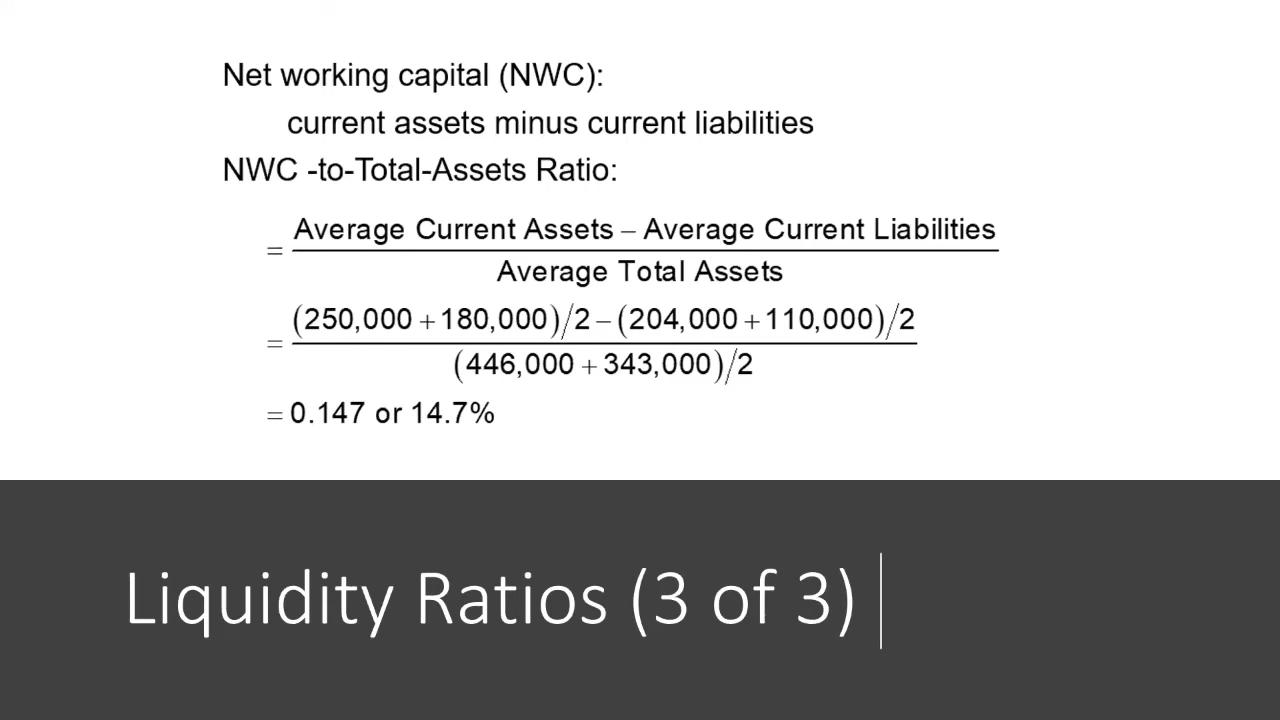 Net working capital (NWC):
current assets minus current liabilities
NWC -to-Total-Assets Ratio:
= Average Current Assets – Average Current Liabilities
Average Total Assets
= (250,000 + 180,000)/2 – (204,000 + 110,000)/2
(446,000 + 343,000)/2
= 0.147 or 14.7%
Liquidity Ratios (3 of 3)